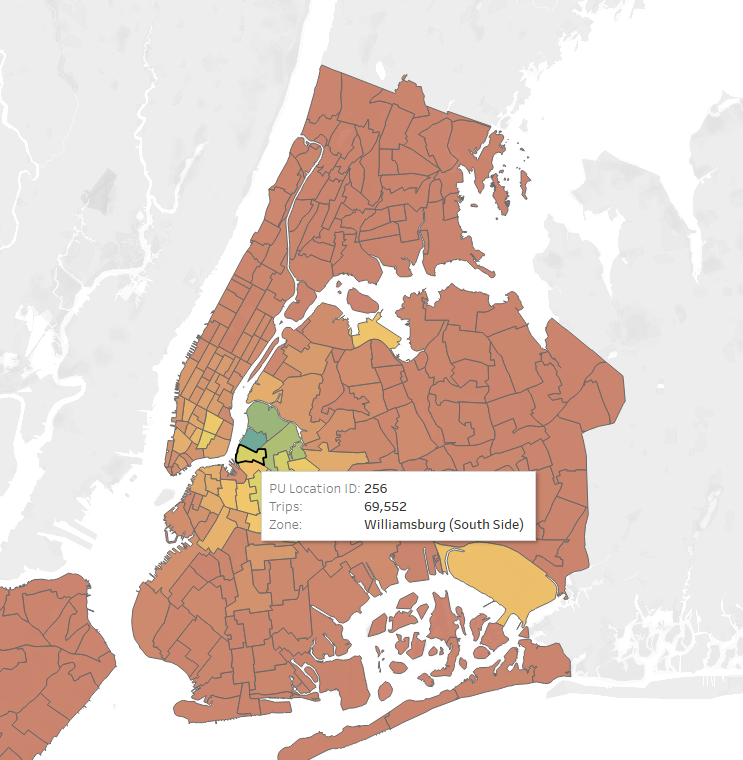 PU Location ID: 256
Trips: 69,552
Zone: Williamsburg (South Side)